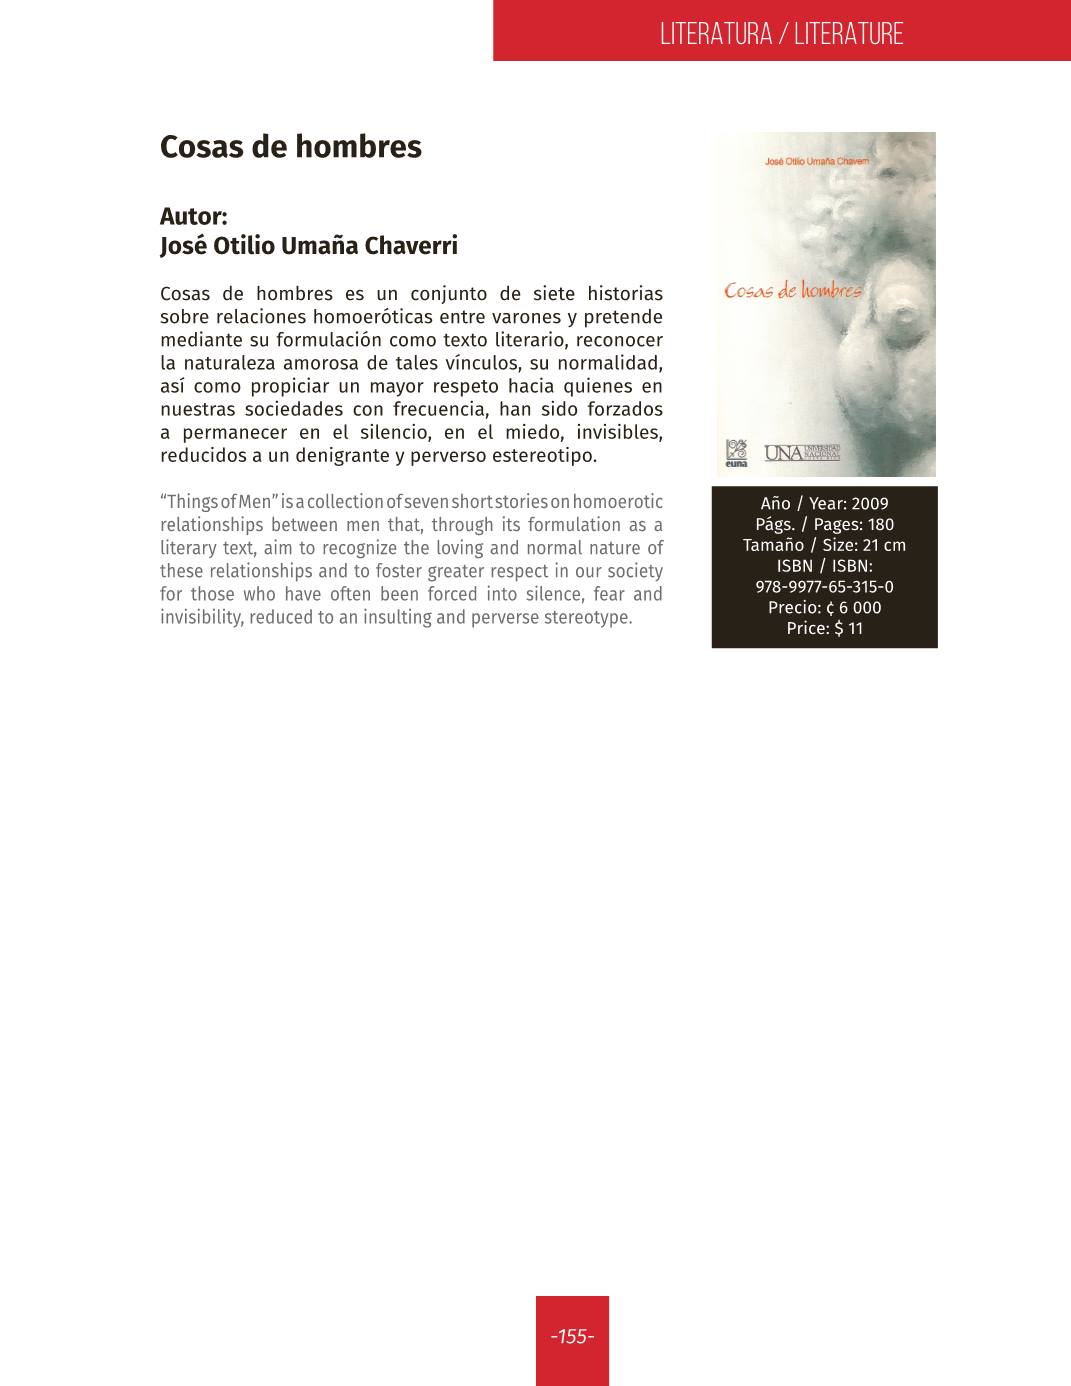 LITERATURA / LITERATURE
Cosas de hombres
Autor:
José Otilio Umaña Chaverri
Cosas de hombres es un conjunto de siete historias
sobre relaciones homoeróticas entre varones y pretende
mediante su formulación como texto literario, reconocer
la naturaleza amorosa de tales vínculos, su normalidad,
así como propiciar un mayor respeto hacia quienes en
nuestras sociedades con frecuencia, han sido forzados
a permanecer en el silencio, en el miedo, invisibles,
reducidos a un denigrante y perverso estereotipo.
“Things of Men” is a collection of seven short stories on homoerotic
relationships between men that, through its formulation as a
literary text, aim to recognize the loving and normal nature of
these relationships and to foster greater respect in our society
for those who have often been forced into silence, fear and
invisibility, reduced to an insulting and perverse stereotype.
José Otilio Umaña Chaverri
Cosas de hombres
euna
UNA UNIVERSIDAD
NACIONAL
Año / Year: 2009
Págs. / Pages: 180
Tamaño / Size: 21 cm
ISBN / ISBN:
978-9977-65-315-0
Precio: ¢ 6 000
Price: $ 11
-155-